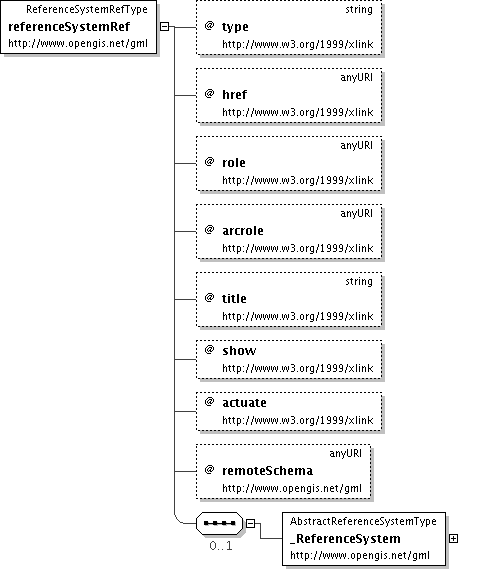 ReferenceSystemRefType
referenceSystemRef
http://www.opengis.net/gml
string
@ type
http://www.w3.org/1999/xlink
anyURI
@ href
http://www.w3.org/1999/xlink
anyURI
@ role
http://www.w3.org/1999/xlink
anyURI
@ arcrole
http://www.w3.org/1999/xlink
string
@ title
http://www.w3.org/1999/xlink
@ show
http://www.w3.org/1999/xlink
@ actuate
http://www.w3.org/1999/xlink
anyURI
@ remoteSchema
http://www.opengis.net/gml
0..1
AbstractReferenceSystemType
_ReferenceSystem
http://www.opengis.net/gml